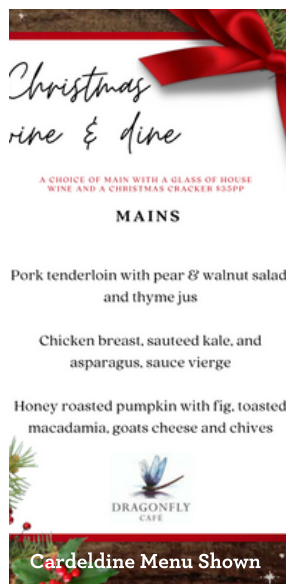 Christmas
wine & dine
A CHOICE OF MAIN WITH A GLASS OF HOUSE
WINE AND A CHRISTMAS CRACKER $35PP
MAINS
Pork tenderloin with pear & walnut salad
and thyme jus
Chicken breast, sauteed kale, and
asparagus, sauce vierge
Honey roasted pumpkin with fig, toasted
macadamia, goats cheese and chives
DRAGONFLY
CAFE
Cardeldine Menu Shown